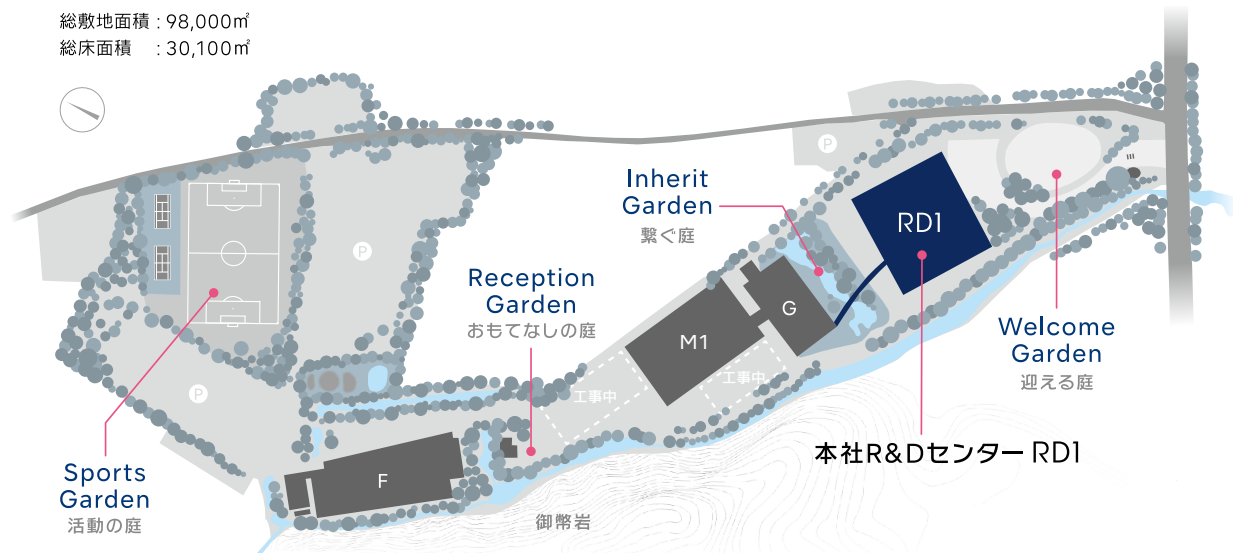 総敷地面積 : 98,000㎡
総床面積 : 30,100㎡
P
P
P
Inherit
Garden
繋ぐ庭
RD1
Reception
Garden
おもてなしの庭
G
M1
工事中
工事中
Welcome
Garden
迎える庭
本社R&Dセンター RD1
Sports
Garden
活動の庭
F
御幣岩